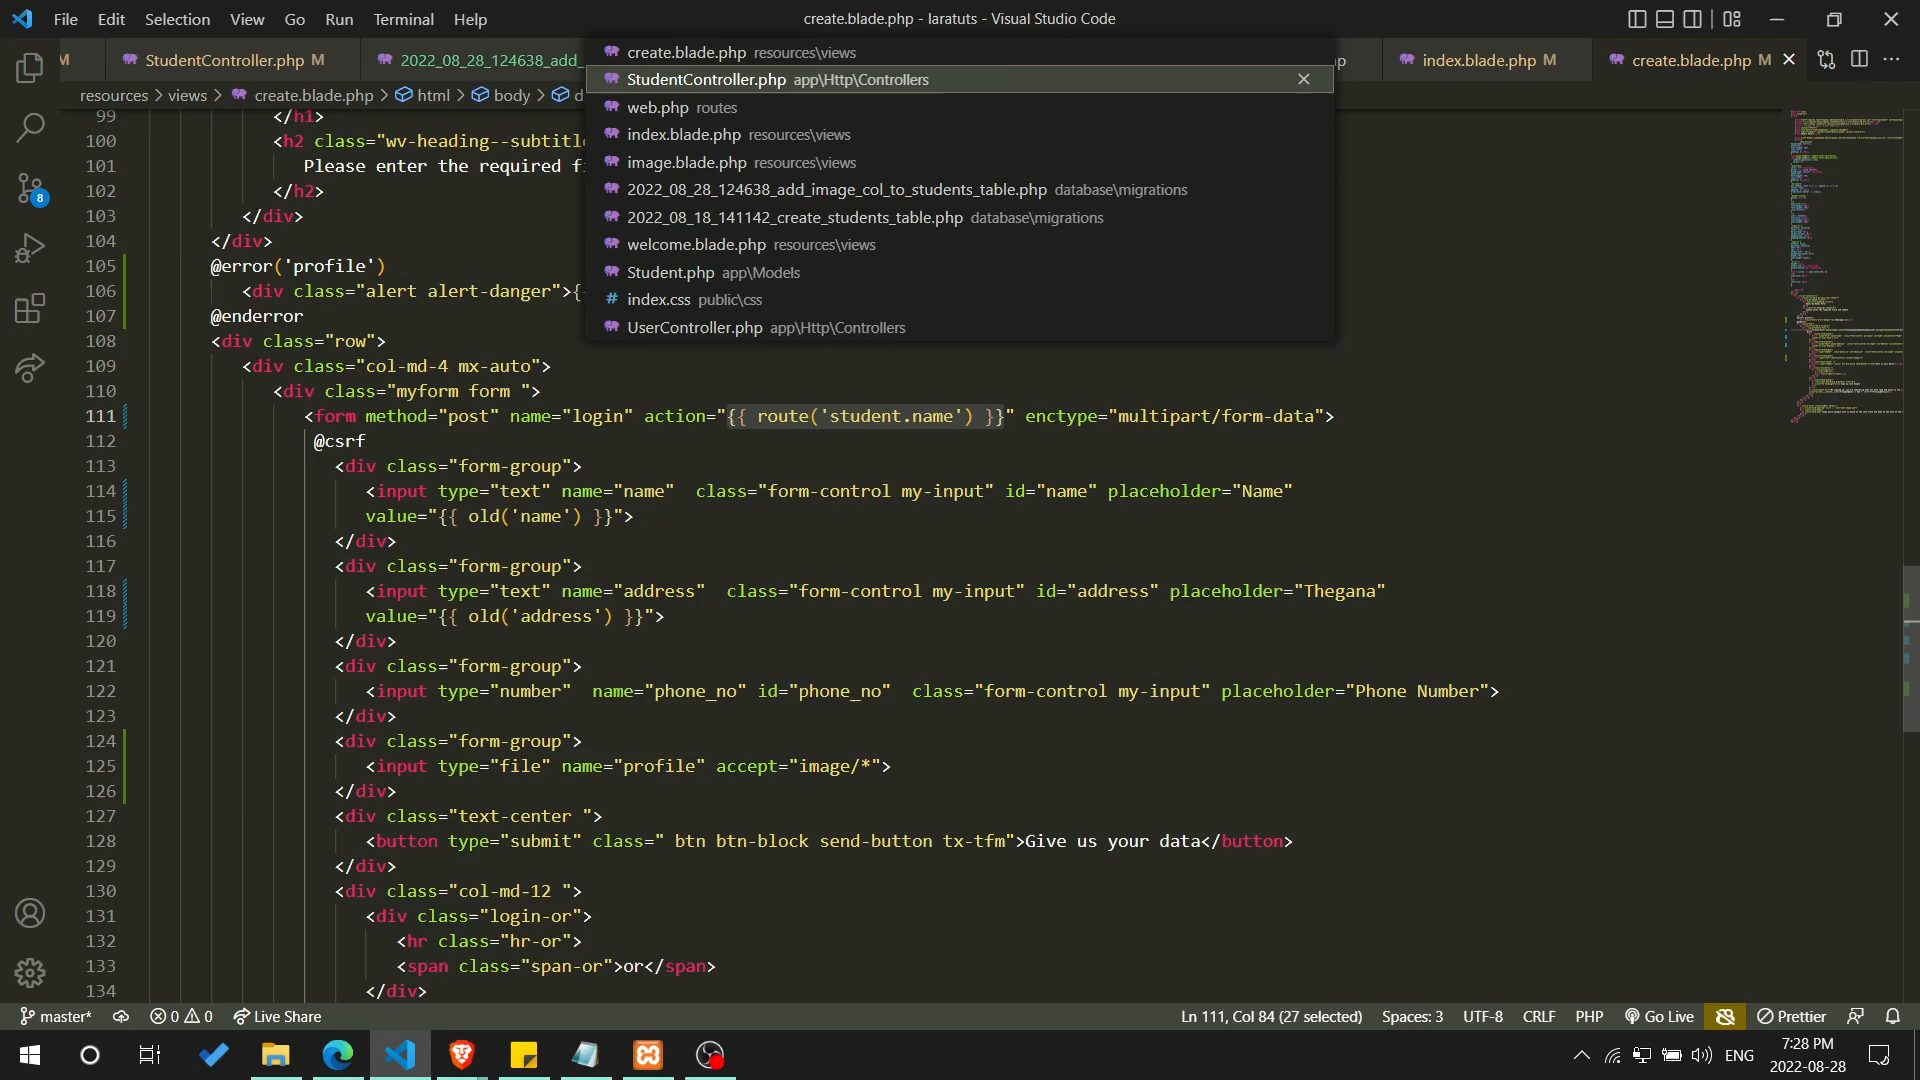 File Edit Selection View Go Run Terminal Help
create.blade.php - laratuts - Visual Studio Code
M
StudentController.php M
2022_08_28_124638_add_
index.blade.php M
create.blade.php M
resources > views > create.blade.php > html > body > d
create.blade.php resources\views
StudentController.php app\Http\Controllers
web.php routes
index.blade.php resources\views
image.blade.php resources\views
2022_08_28_124638_add_image_col_to_students_table.php database\migrations
2022_08_18_141142_create_students_table.php database\migrations
welcome.blade.php resources\views
Student.php app\Models
index.css public\css
UserController.php app\Http\Controllers
99 </h1>
100 <h2 class="wv-heading--subtitle
101 Please enter the required fi
102 </h2>
103 </div>
104 </div>
105 @error('profile')
106 <div class="alert alert-danger">{
107 @enderror
108 <div class="row">
109 <div class="col-md-4 mx-auto">
110 <div class="myform form ">
111 <form method="post" name="login" action="{{ route('student.name') }}" enctype="multipart/form-data">
112 @csrf
113 <div class="form-group">
114 <input type="text" name="name"  class="form-control my-input" id="name" placeholder="Name"
115 value="{{ old('name') }}">
116 </div>
117 <div class="form-group">
118 <input type="text" name="address"  class="form-control my-input" id="address" placeholder="Thegana"
119 value="{{ old('address') }}">
120 </div>
121 <div class="form-group">
122 <input type="number"  name="phone_no" id="phone_no"  class="form-control my-input" placeholder="Phone Number">
123 </div>
124 <div class="form-group">
125 <input type="file" name="profile" accept="image/*">
126 </div>
127 <div class="text-center ">
128 <button type="submit" class=" btn btn-block send-button tx-tfm">Give us your data</button>
129 </div>
130 <div class="col-md-12 ">
131 <div class="login-or">
132 <hr class="hr-or">
133 <span class="span-or">or</span>
134 </div>
8
master* 0 0 Live Share Ln 111, Col 84 (27 selected) Spaces: 3 UTF-8 CRLF PHP Go Live Prettier
ENG
7:28 PM
2022-08-28